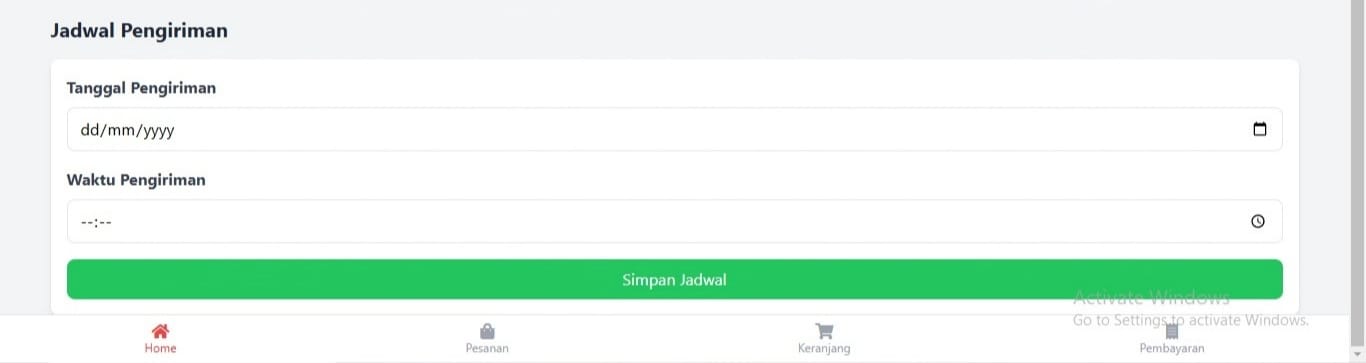 Jadwal Pengiriman
Tanggal Pengiriman
dd/mm/yyyy
Waktu Pengiriman
--:--
Simpan Jadwal
Activate Windows
Go to Settings to activate Windows.
Home
Pesanan
Keranjang
Pembayaran